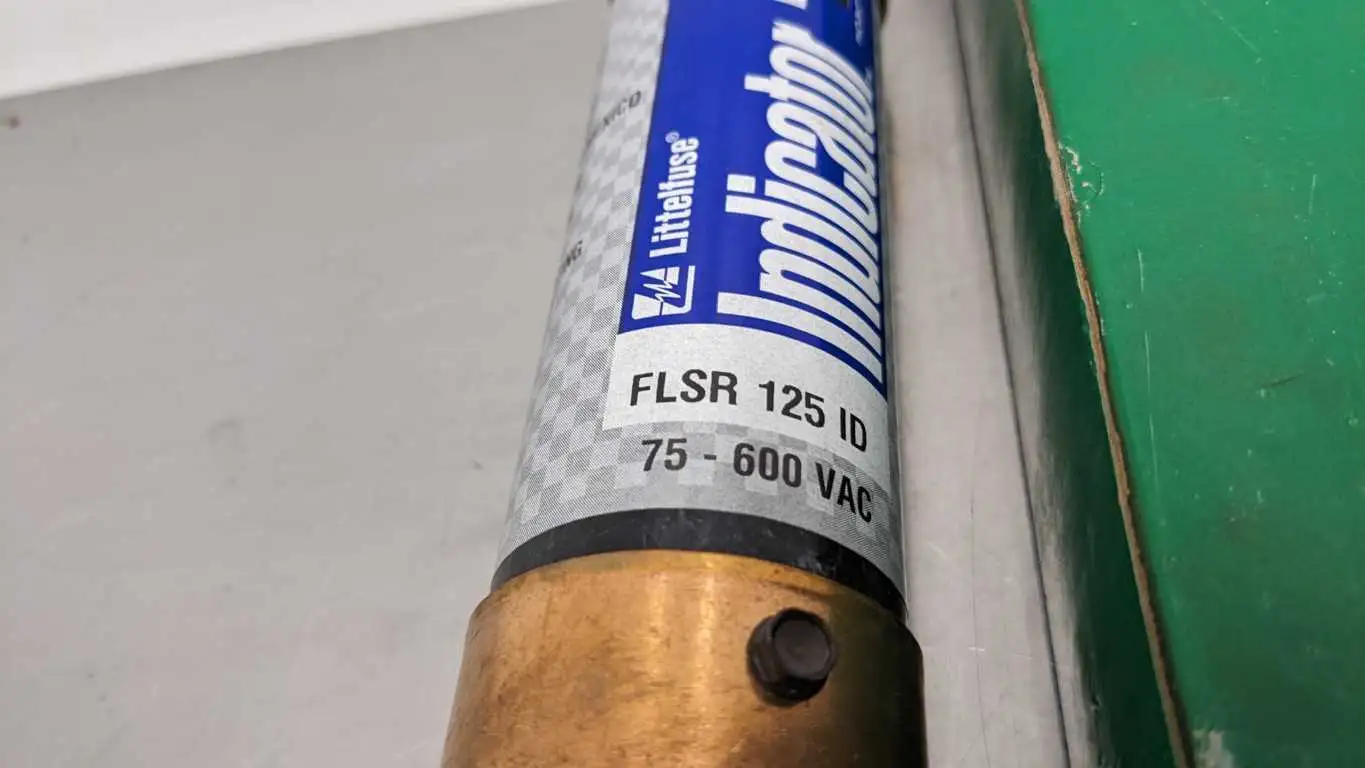 Littelfuse®
Indicator
FLSR 125 ID
75 - 600 VAC